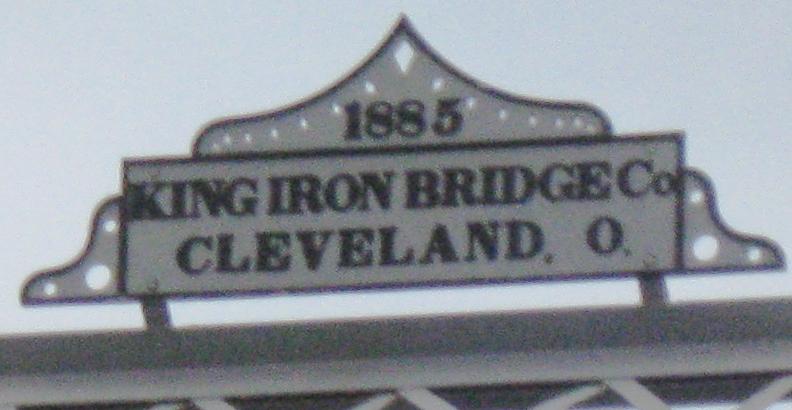 1885
KING IRON BRIDGE Co
CLEVELAND. O.